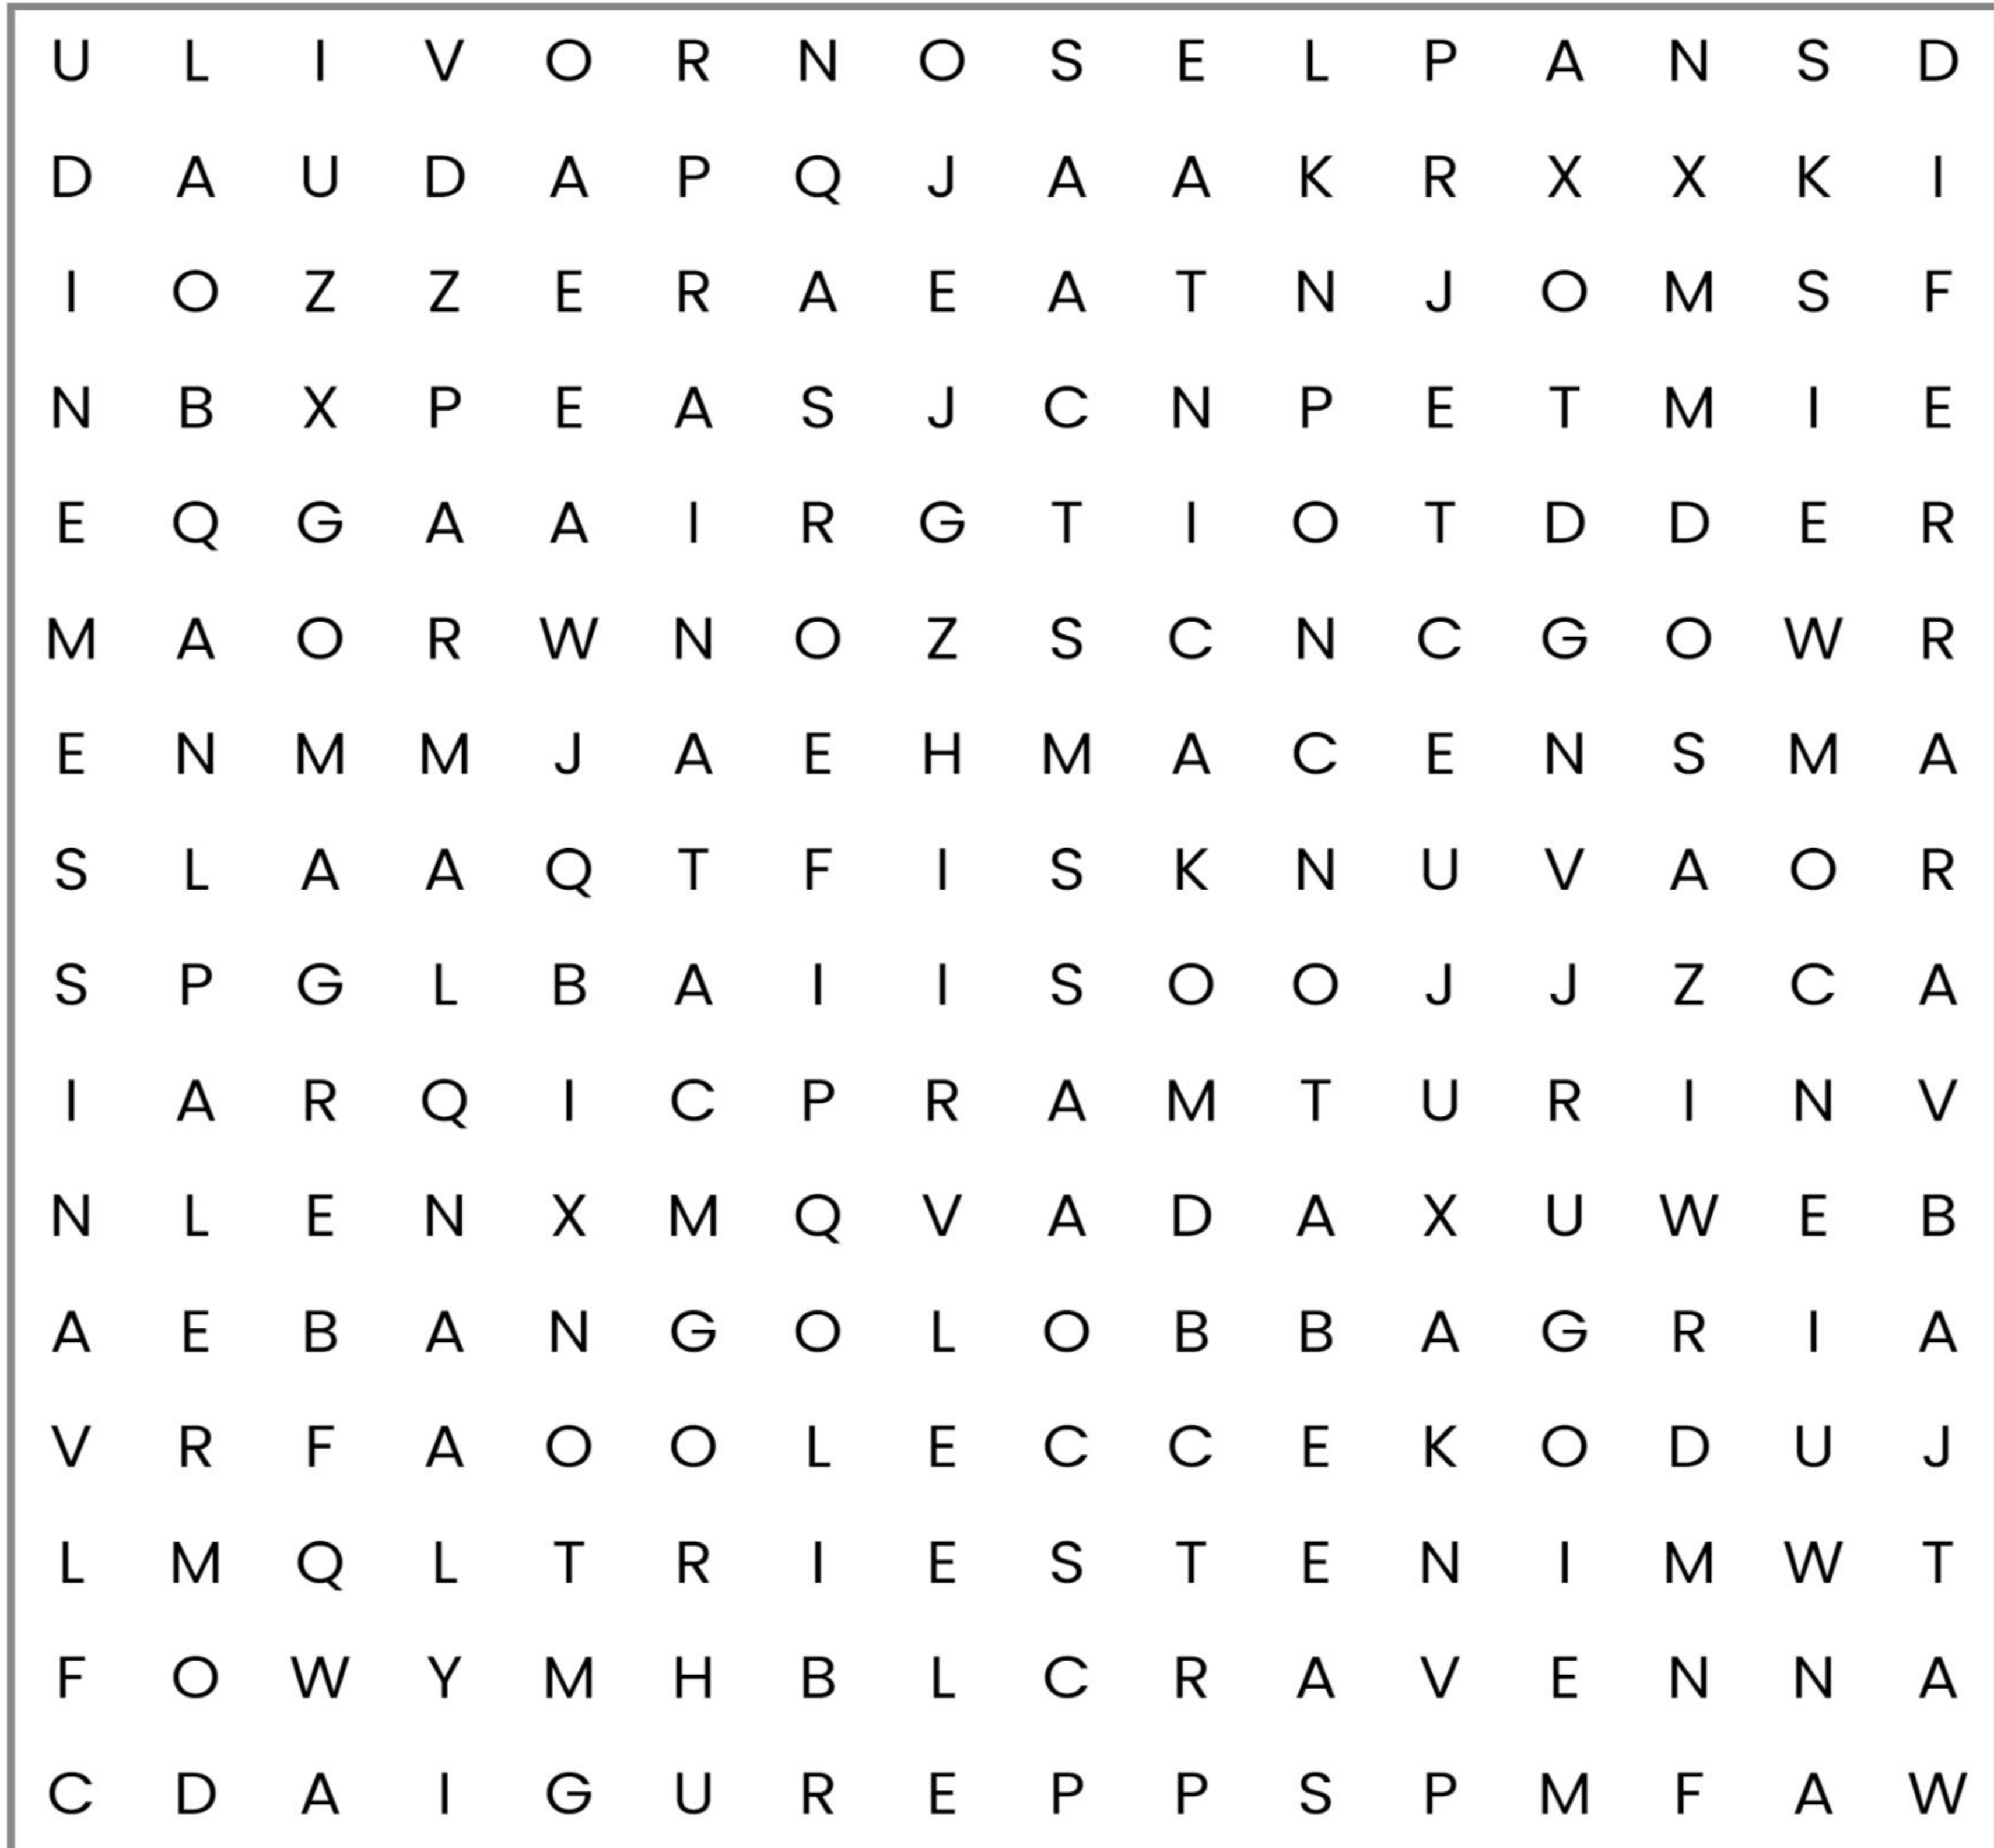 U L I V O R N O S E L P A N S D
D A U D A P Q J A A K R X X K I
I O Z Z E R A E A T N J O M S F
N B X P E A S J C N P E T M I E
E Q G A A I R G T I O T D D E R
M A O R W N O Z S C N C G O W R
E N M M J A E H M A C E N S M A
S L A A Q T F I S K N U V A O R
S P G L B A I I S O O J J Z C A
I A R Q I C P R A M T U R I N V
N L E N X M Q V A D A X U W E B
A E B A N G O L O B B A G R I A
V R F A O O L E C C E K O D U J
L M Q L T R I E S T E N I M W T
F O W Y M H B L C R A V E N N A
C D A I G U R E P P S P M F A W